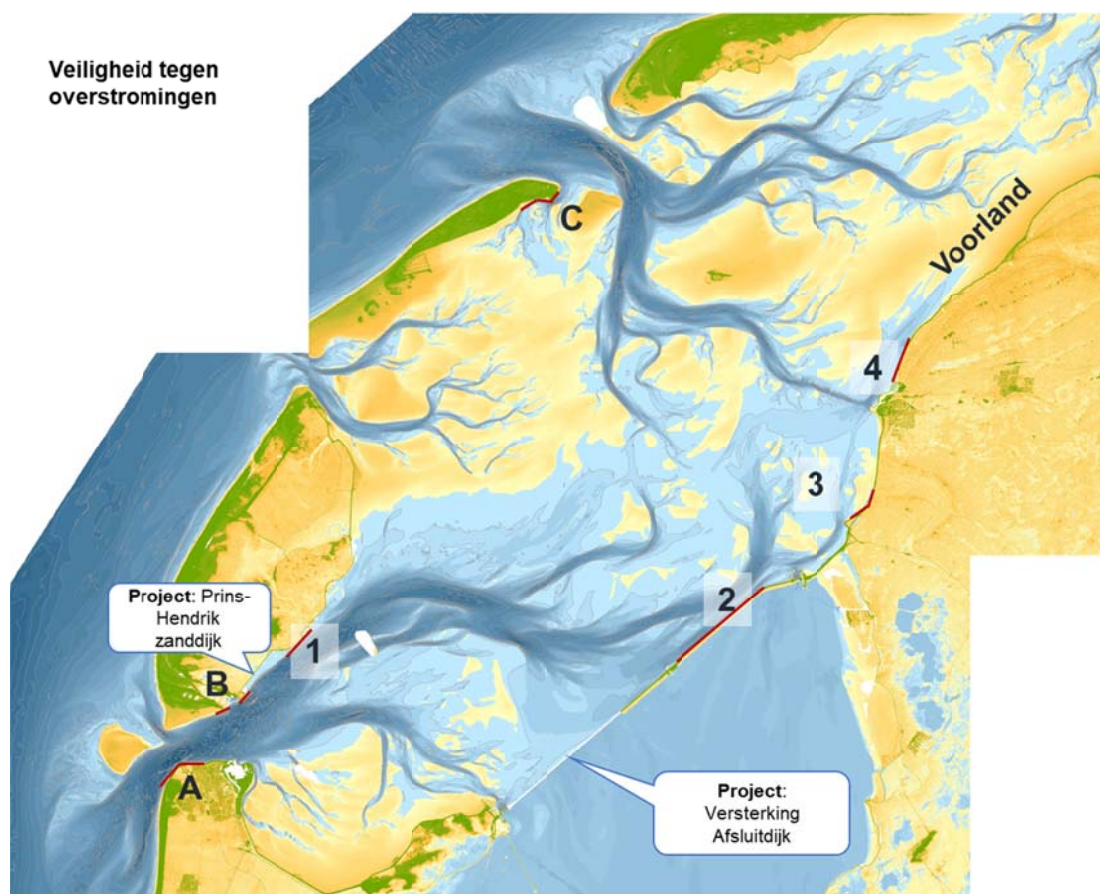 Veiligheid tegen
overstromingen
C
Voorland
4
3
Project: Prins-
Hendrik
zanddijk
1
2
B
A
Project:
Versterking
Afsluitdijk